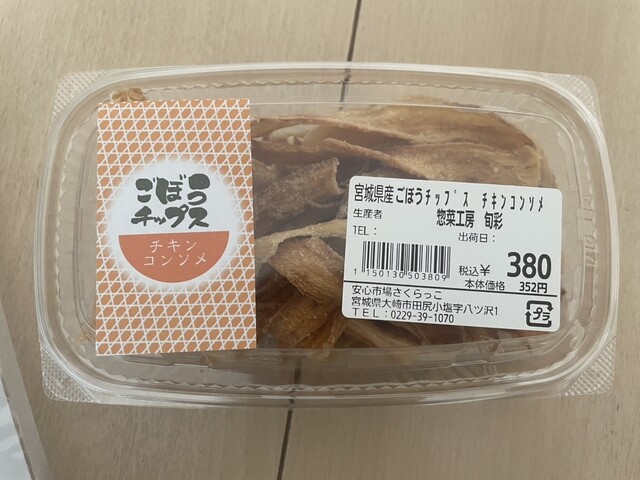 ごぼう
チップス
チキン
コンソメ
宮城県産ごぼうチップス チキンコンソメ
生産者 惣菜工房 旬彩
TEL: 出荷日:
1150130503809
税込¥ 380
本体価格 352円
安心市場さくらっこ
宮城県大崎市田尻小塩字八ツ沢1
TEL:0229-39-1070
プラ